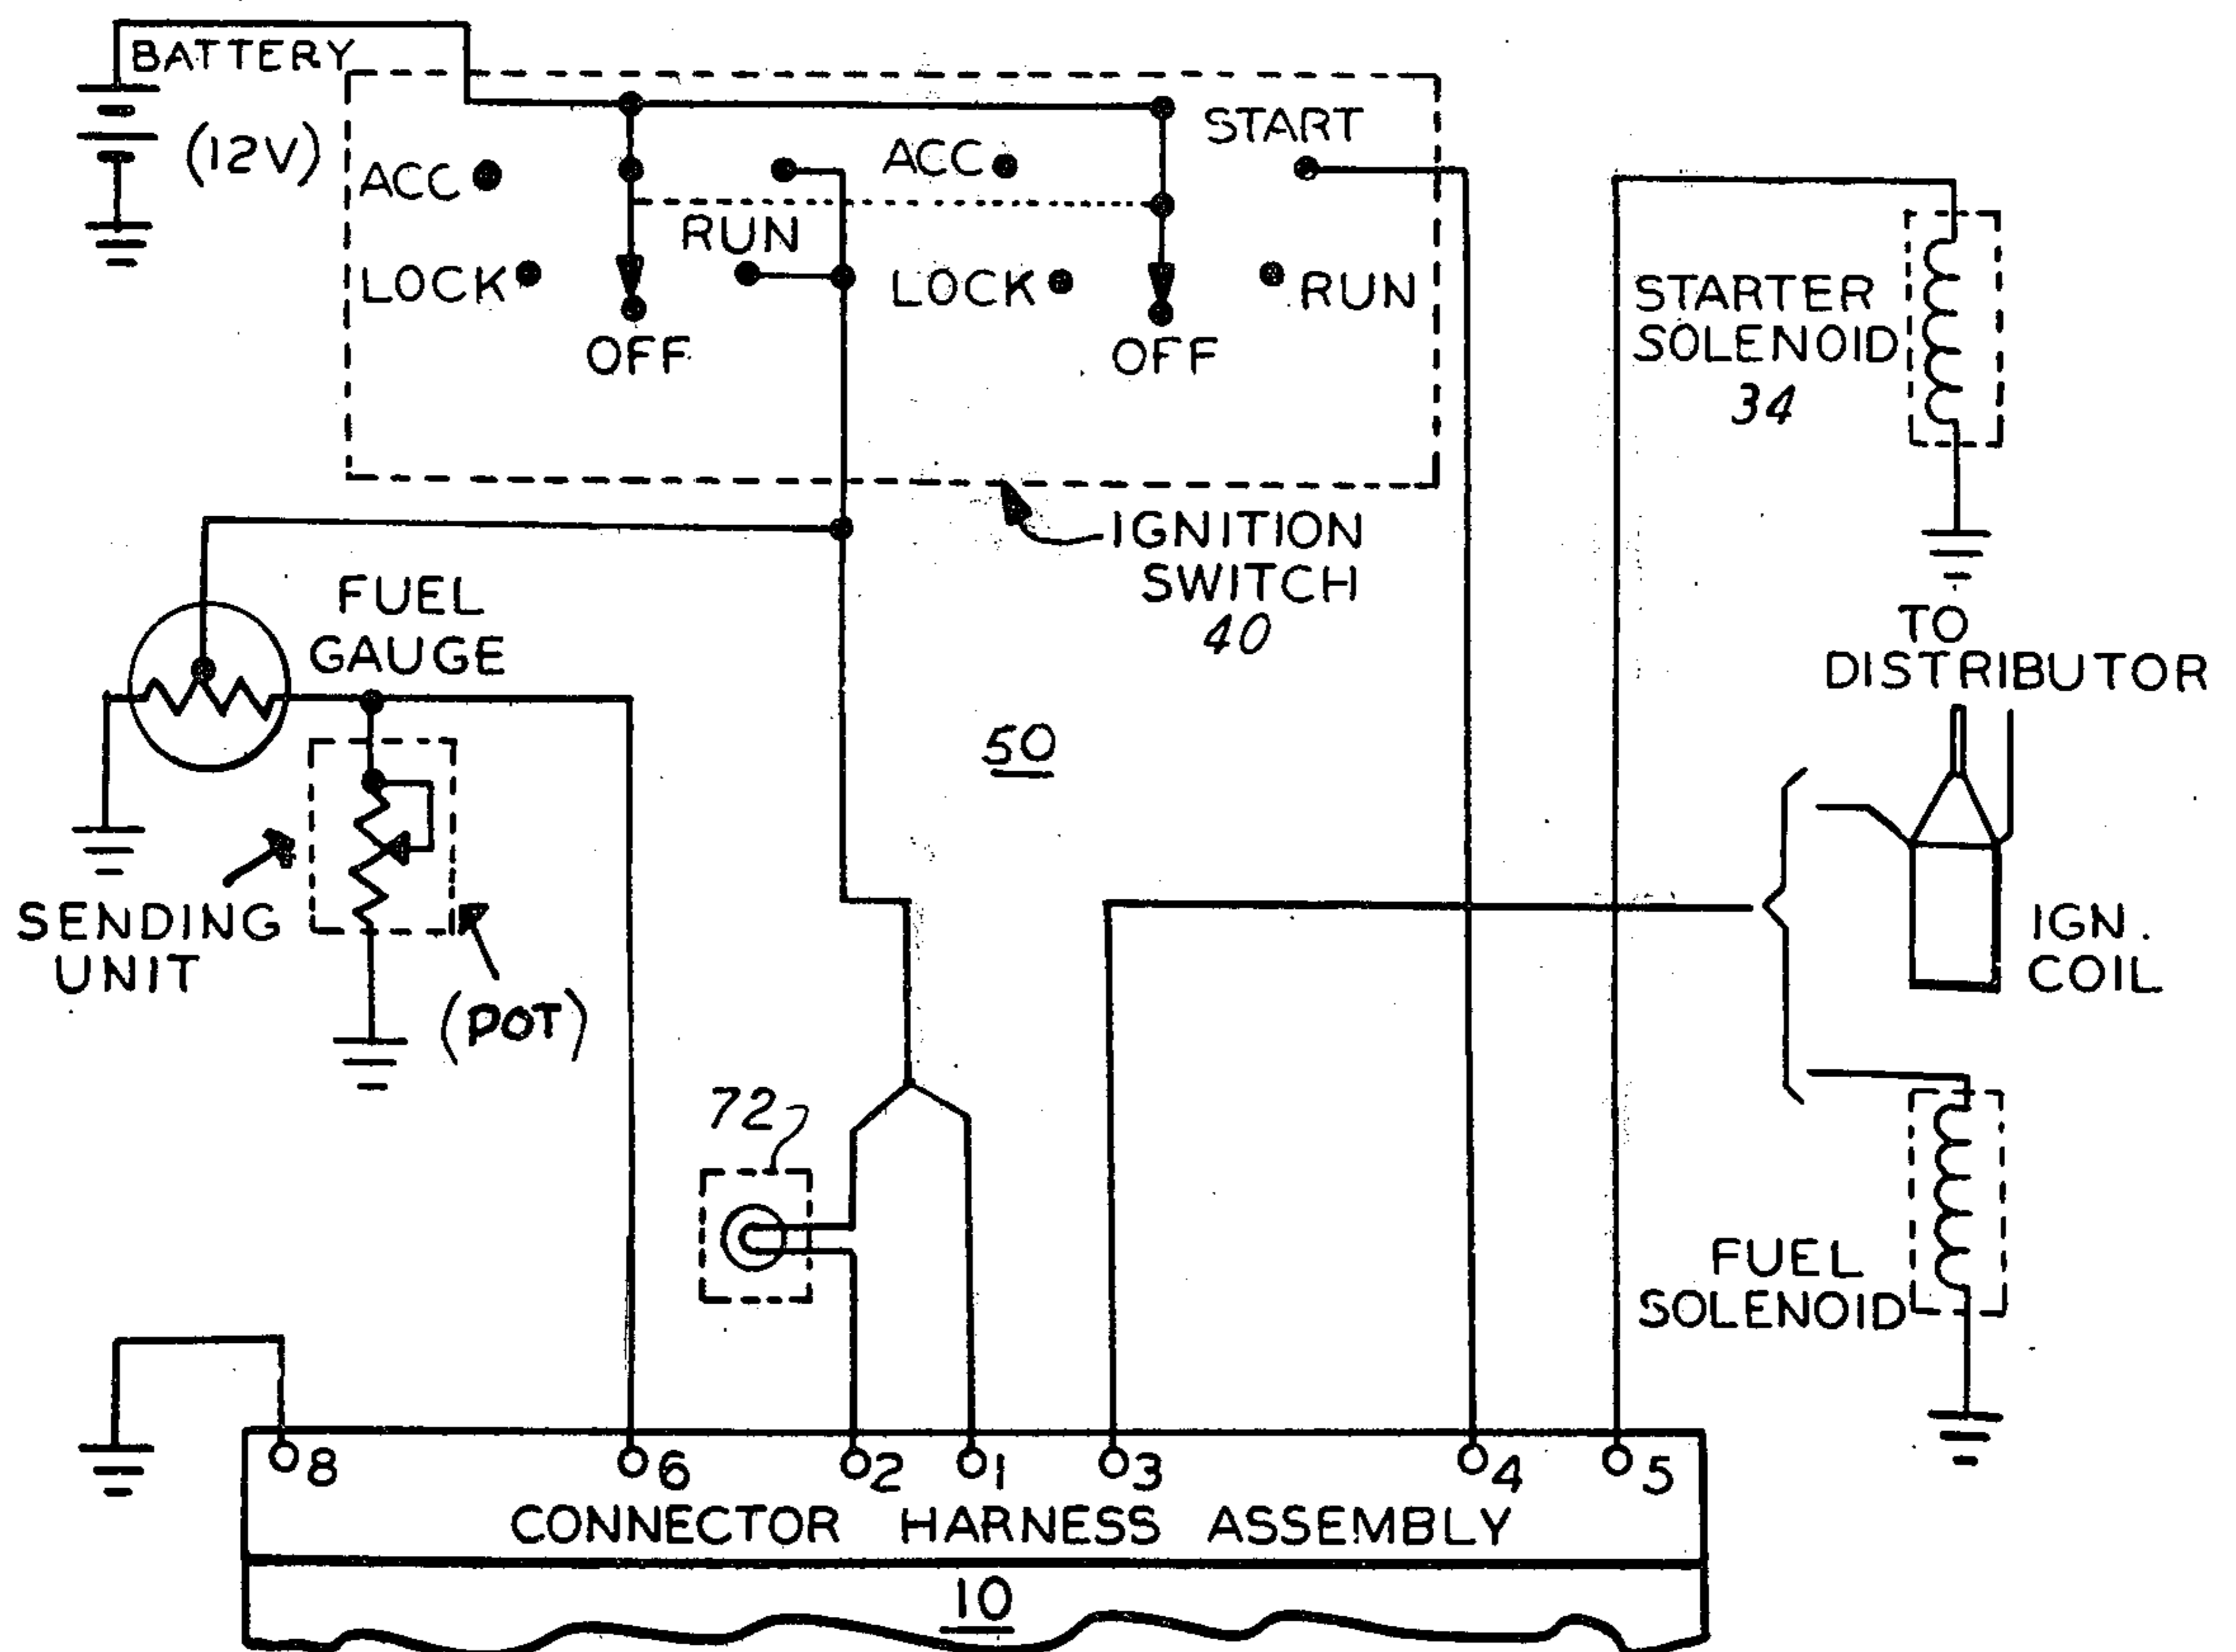 BATTERY
(12V)
ACC
ACC
START
RUN
LOCK
LOCK
RUN
OFF
OFF
STARTER
SOLENOID
34
IGNITION
SWITCH
40
FUEL
GAUGE
TO
DISTRIBUTOR
50
SENDING
UNIT
(POT)
IGN.
COIL
72
FUEL
SOLENOID
8
6
2
1
3
4
5
CONNECTOR HARNESS ASSEMBLY
10